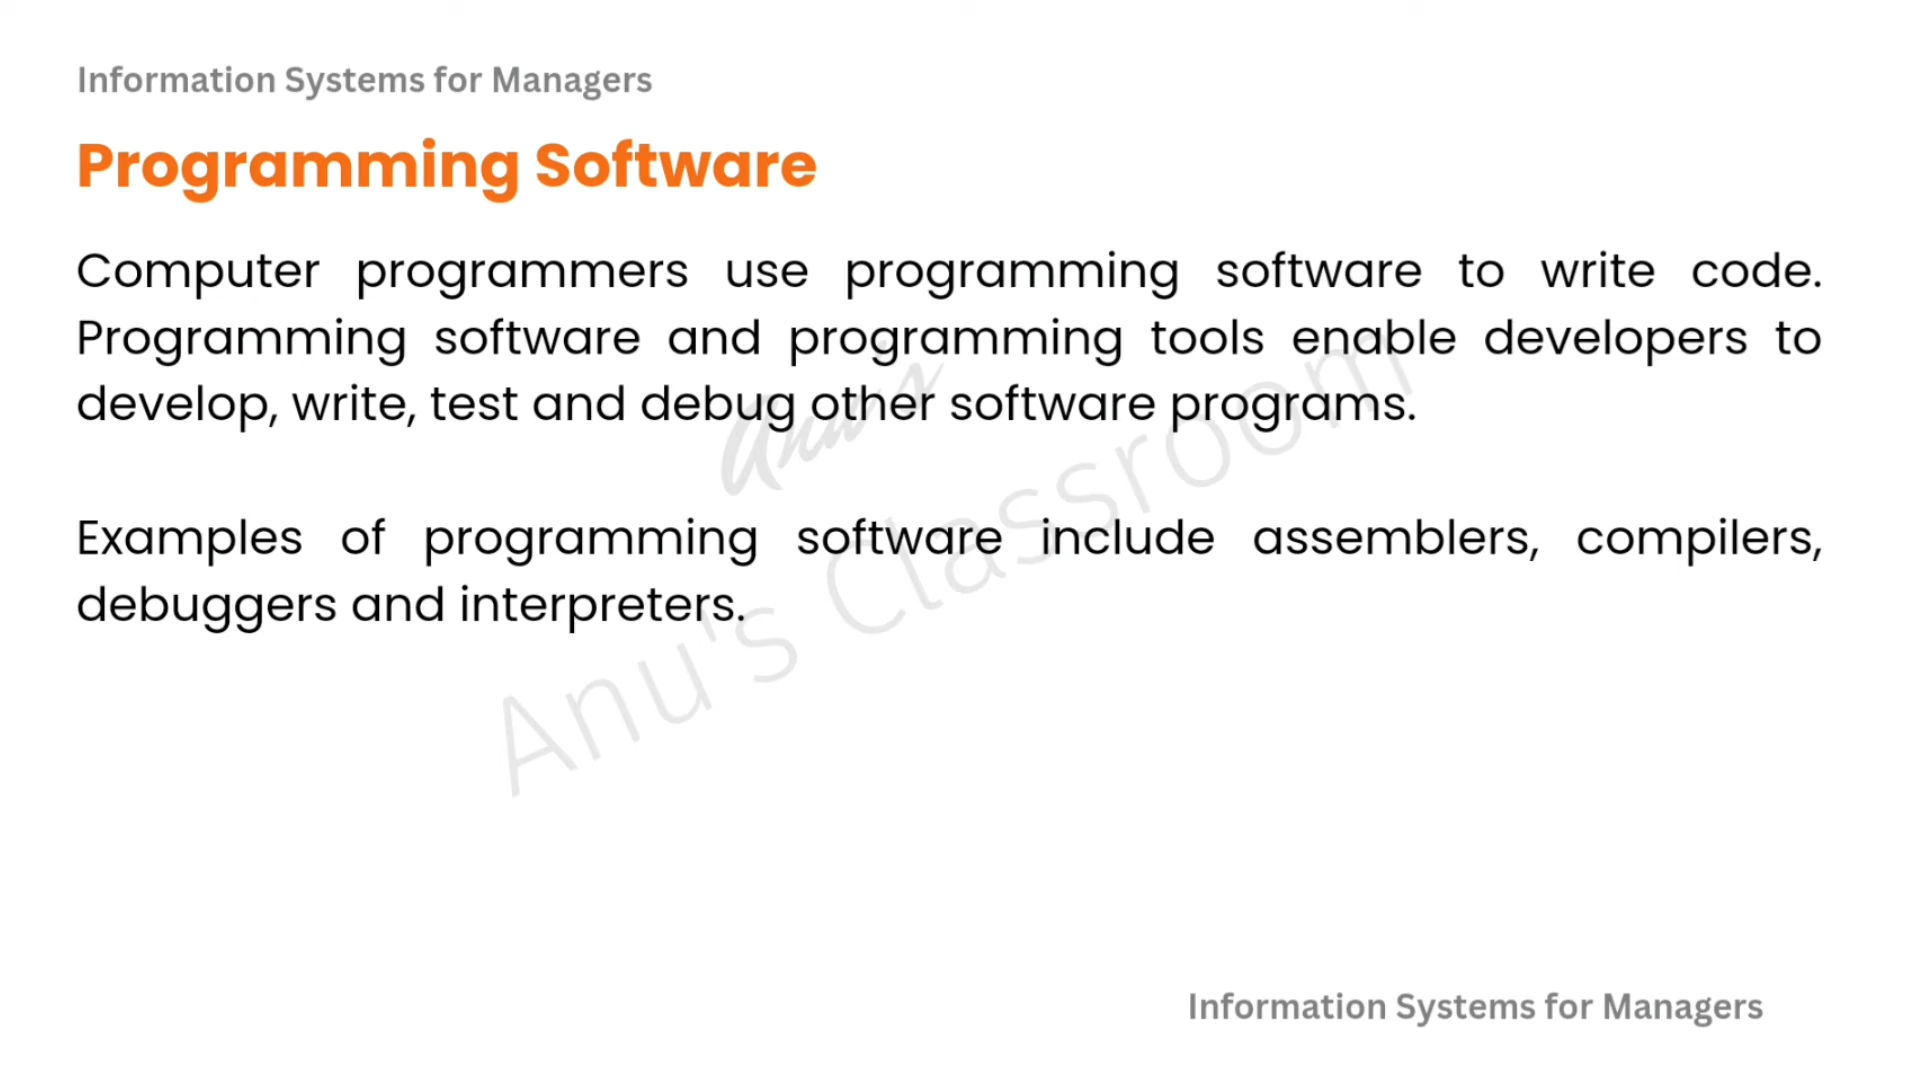 Information Systems for Managers
Programming Software
Computer programmers use programming software to write code.
Programming software and programming tools enable developers to
develop, write, test and debug other software programs.
Examples of programming software include assemblers, compilers,
debuggers and interpreters.
Anu's
Anu's Classroom
Information Systems for Managers